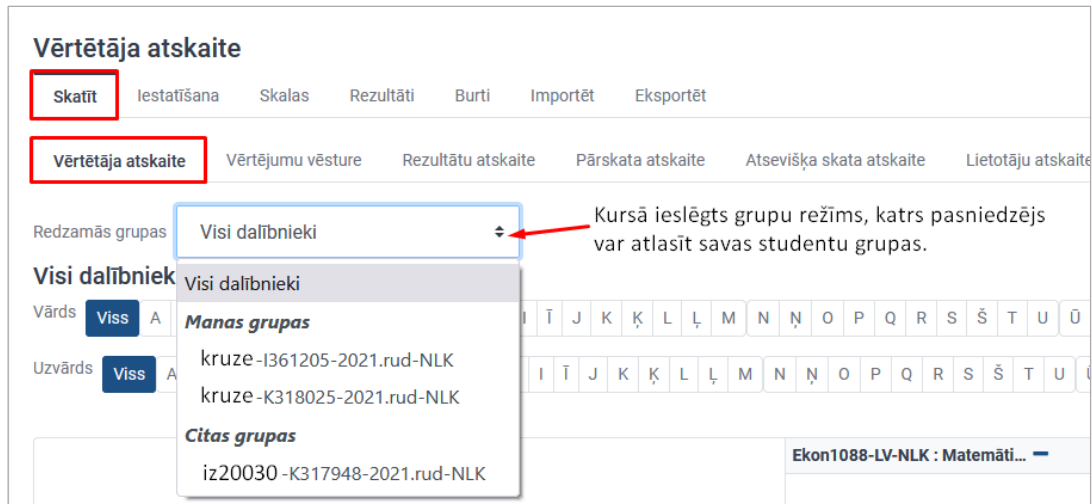 Vērtētāja atskaite
Skatīt Iestatīšana Skalas Rezultāti Burti Importēt Eksportēt
Vērtētāja atskaite Vērtējumu vēsture Rezultātu atskaite Pārskata atskaite Atsevišķa skata atskaite Lietotāju atskaite
Redzamās grupas Visi dalībnieki
Kursā ieslēgts grupu režīms, katrs pasniedzējs
var atlasīt savas studentu grupas.
Visi dalībniek
Visi dalībnieki
Vārds Viss A I Ī J K Ķ L Ļ M N Ņ O P Q R S Š T U Ū
Manas grupas
kruze-I361205-2021.rud-NLK
Uzvārds Viss A I Ī J K Ķ L Ļ M N Ņ O P Q R S Š T U
kruze-K318025-2021.rud-NLK
Citas grupas
iz20030-K317948-2021.rud-NLK
Ekon1088-LV-NLK : Matemāti...